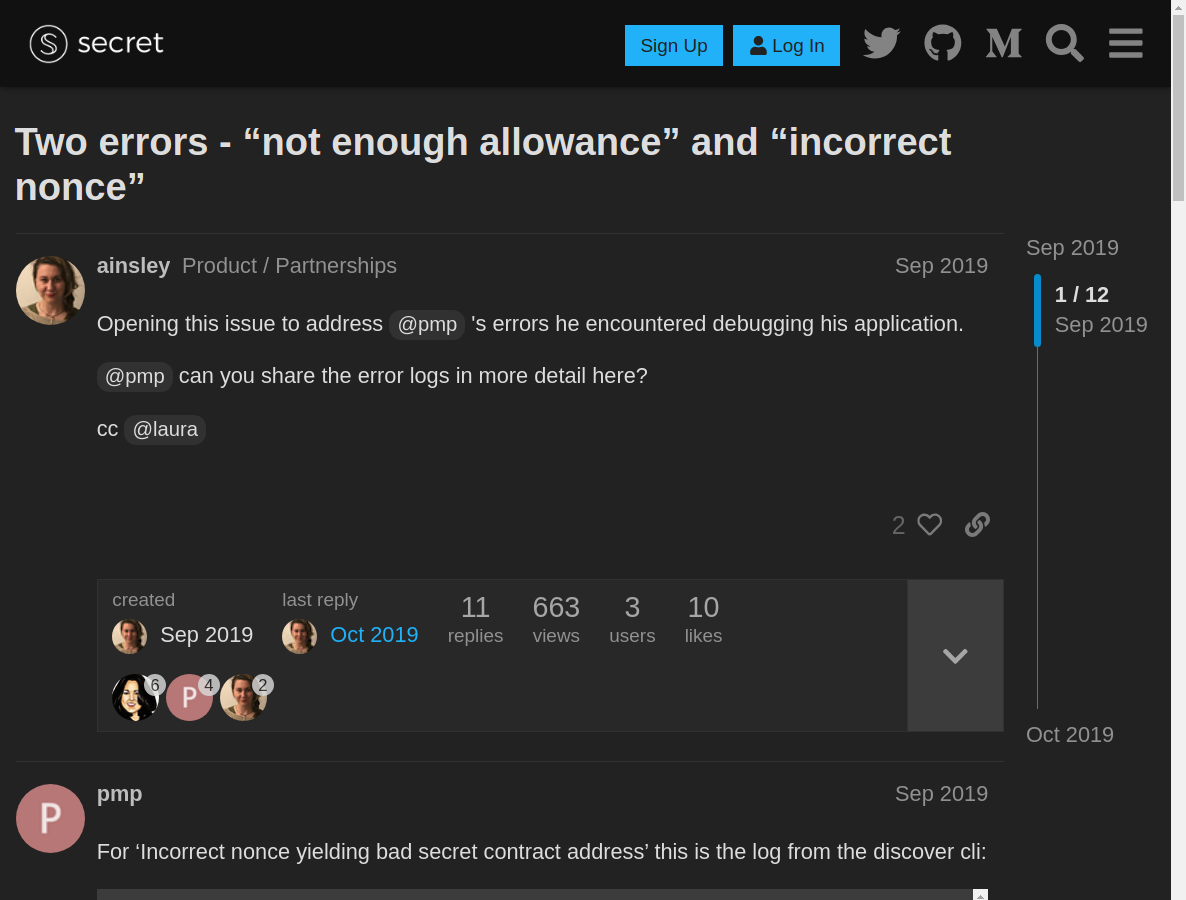 secret
Sign Up
Log In
Two errors - “not enough allowance” and “incorrect
nonce”
ainsley Product / Partnerships
Sep 2019
Opening this issue to address @pmp 's errors he encountered debugging his application.
@pmp can you share the error logs in more detail here?
cc @laura
2
created
Sep 2019
last reply
Oct 2019
11
replies
663
views
3
users
10
likes
6
P
4
2
Sep 2019
1 / 12
Sep 2019
Oct 2019
P
pmp
Sep 2019
For ‘Incorrect nonce yielding bad secret contract address’ this is the log from the discover cli: